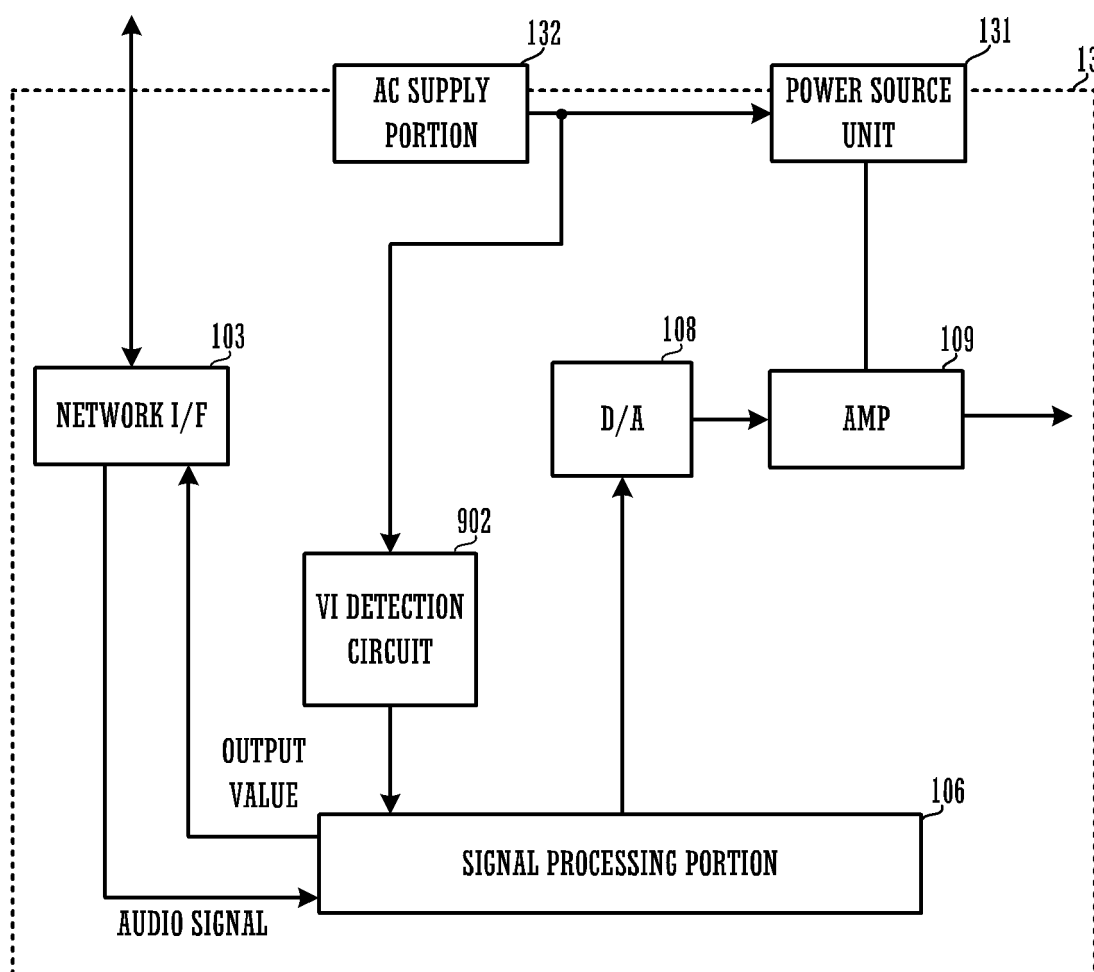 132
131
13
AC SUPPLY
PORTION
POWER SOURCE
UNIT
103
108
109
NETWORK I/F
D/A
AMP
902
VI DETECTION
CIRCUIT
OUTPUT
VALUE
106
SIGNAL PROCESSING PORTION
AUDIO SIGNAL